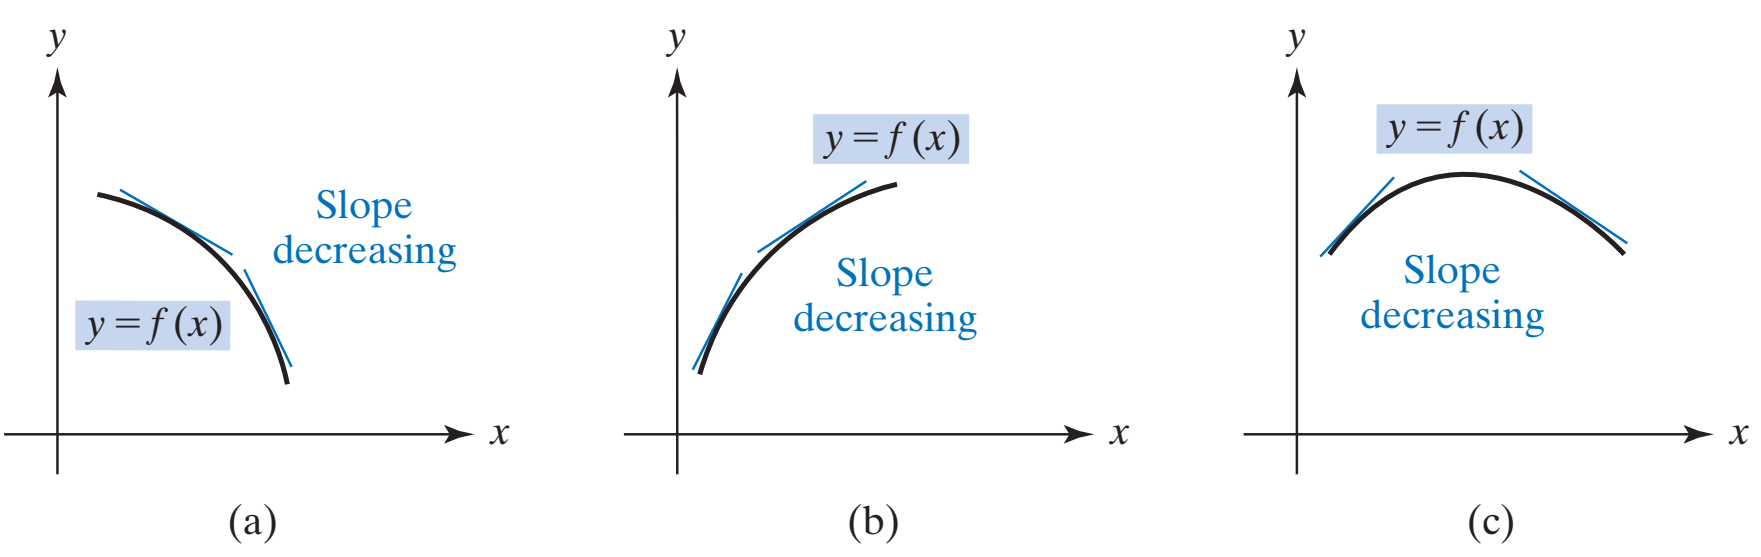 y
Slope
decreasing
y = f (x)
x
(a)
y
y = f (x)
Slope
decreasing
x
(b)
y
y = f (x)
Slope
decreasing
x
(c)